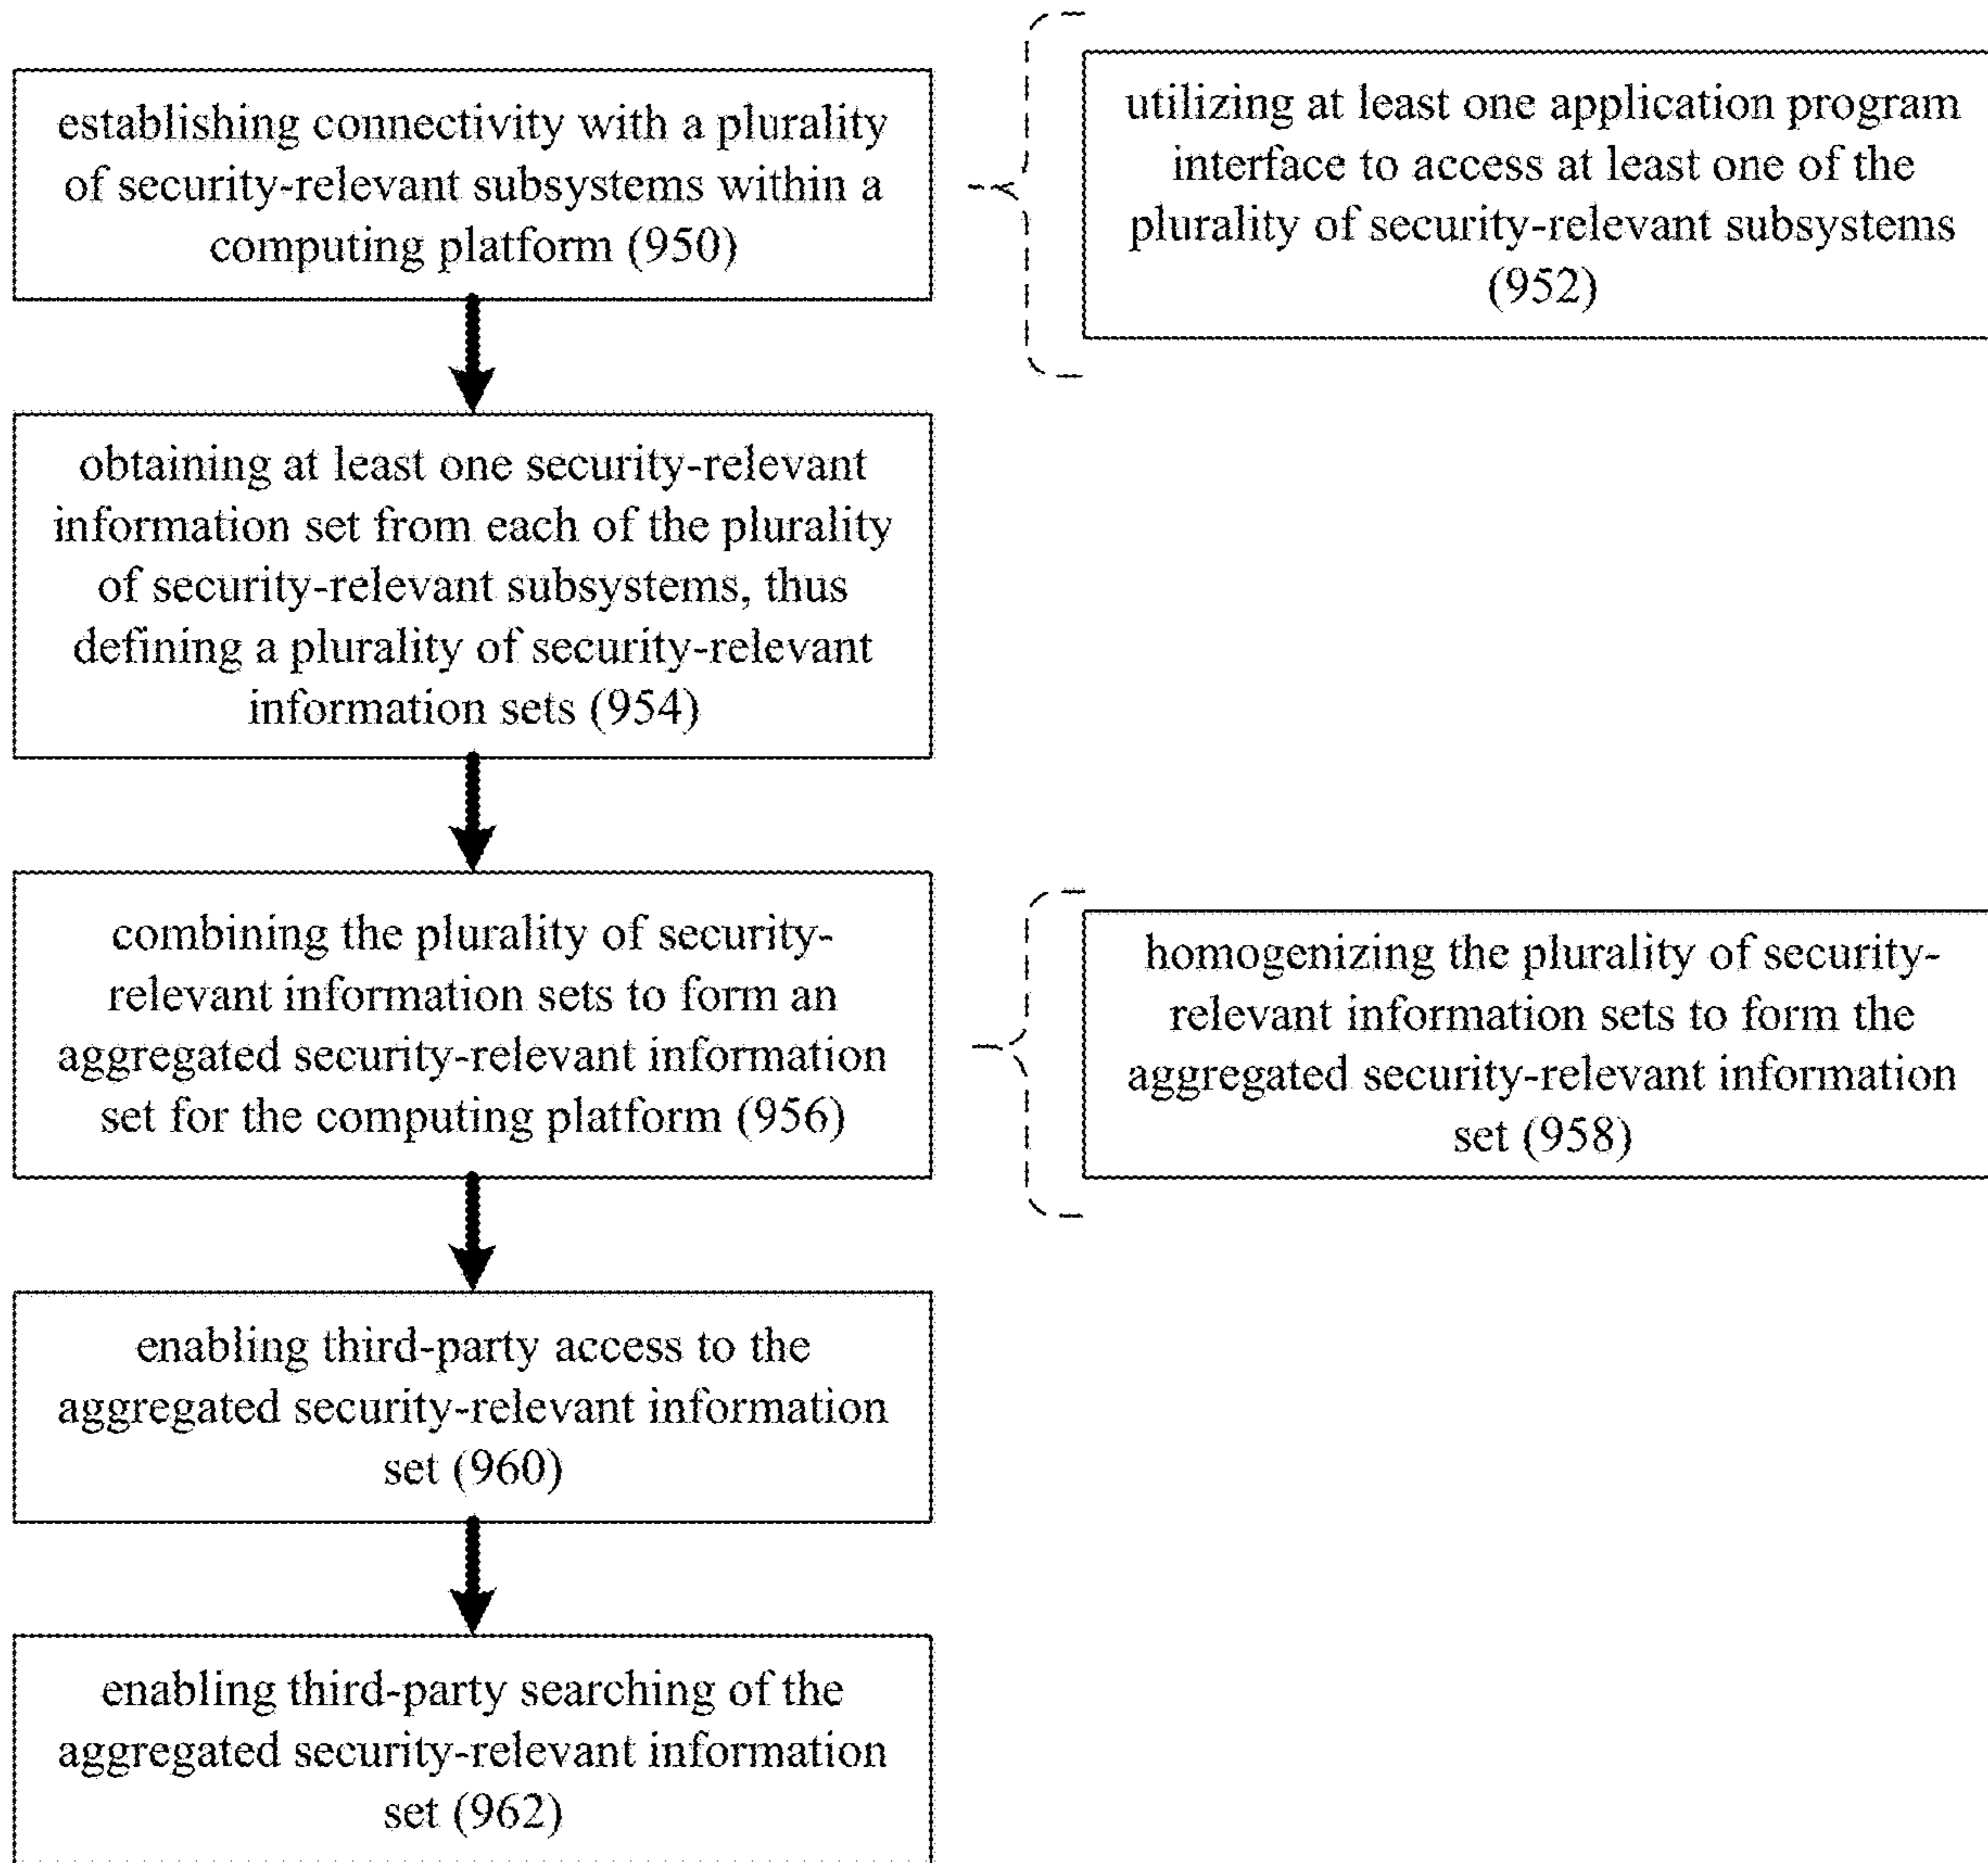 establishing connectivity with a plurality
of security-relevant subsystems within a
computing platform (950)
utilizing at least one application program
interface to access at least one of the
plurality of security-relevant subsystems
(952)
obtaining at least one security-relevant
information set from each of the plurality
of security-relevant subsystems, thus
defining a plurality of security-relevant
information sets (954)
combining the plurality of security-
relevant information sets to form an
aggregated security-relevant information
set for the computing platform (956)
homogenizing the plurality of security-
relevant information sets to form the
aggregated security-relevant information
set (958)
enabling third-party access to the
aggregated security-relevant information
set (960)
enabling third-party searching of the
aggregated security-relevant information
set (962)